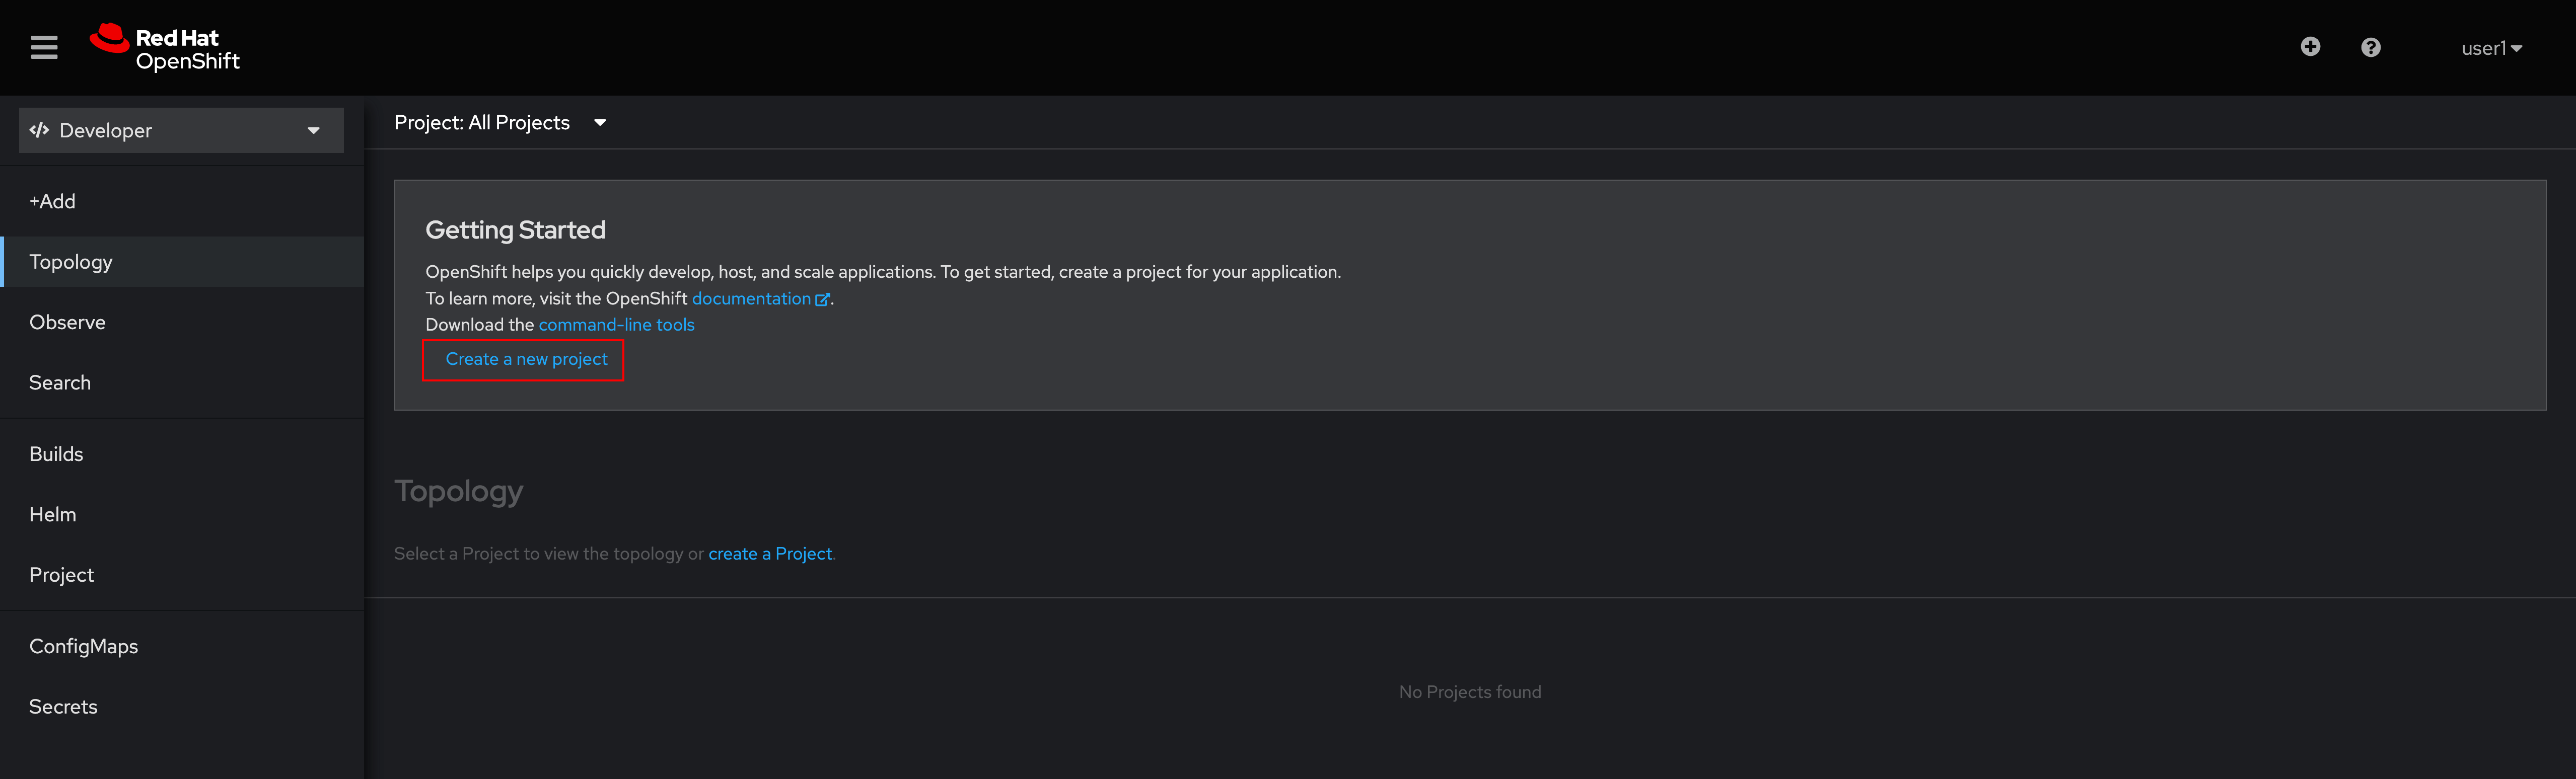 Red Hat
OpenShift
user1
Developer
Project: All Projects
+Add
Topology
Observe
Search
Builds
Helm
Project
ConfigMaps
Secrets
Getting Started
OpenShift helps you quickly develop, host, and scale applications. To get started, create a project for your application.
To learn more, visit the OpenShift documentation.
Download the command-line tools
Create a new project
Topology
Select a Project to view the topology or create a Project.
No Projects found